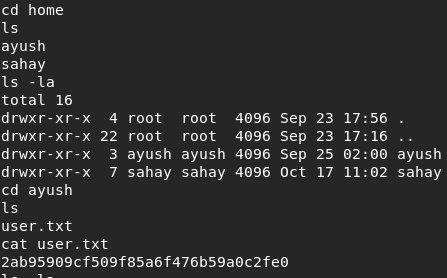 cd home
ls
ayush
sahay
ls -la
total 16
drwxr-xr-x  4 root  root  4096 Sep 23 17:56 .
drwxr-xr-x 22 root  root  4096 Sep 23 17:16 ..
drwxr-xr-x  3 ayush ayush 4096 Sep 25 02:00 ayush
drwxr-xr-x  7 sahay sahay 4096 Oct 17 11:02 sahay
cd ayush
ls
user.txt
cat user.txt
2ab95909cf509f85a6f476b59a0c2fe0